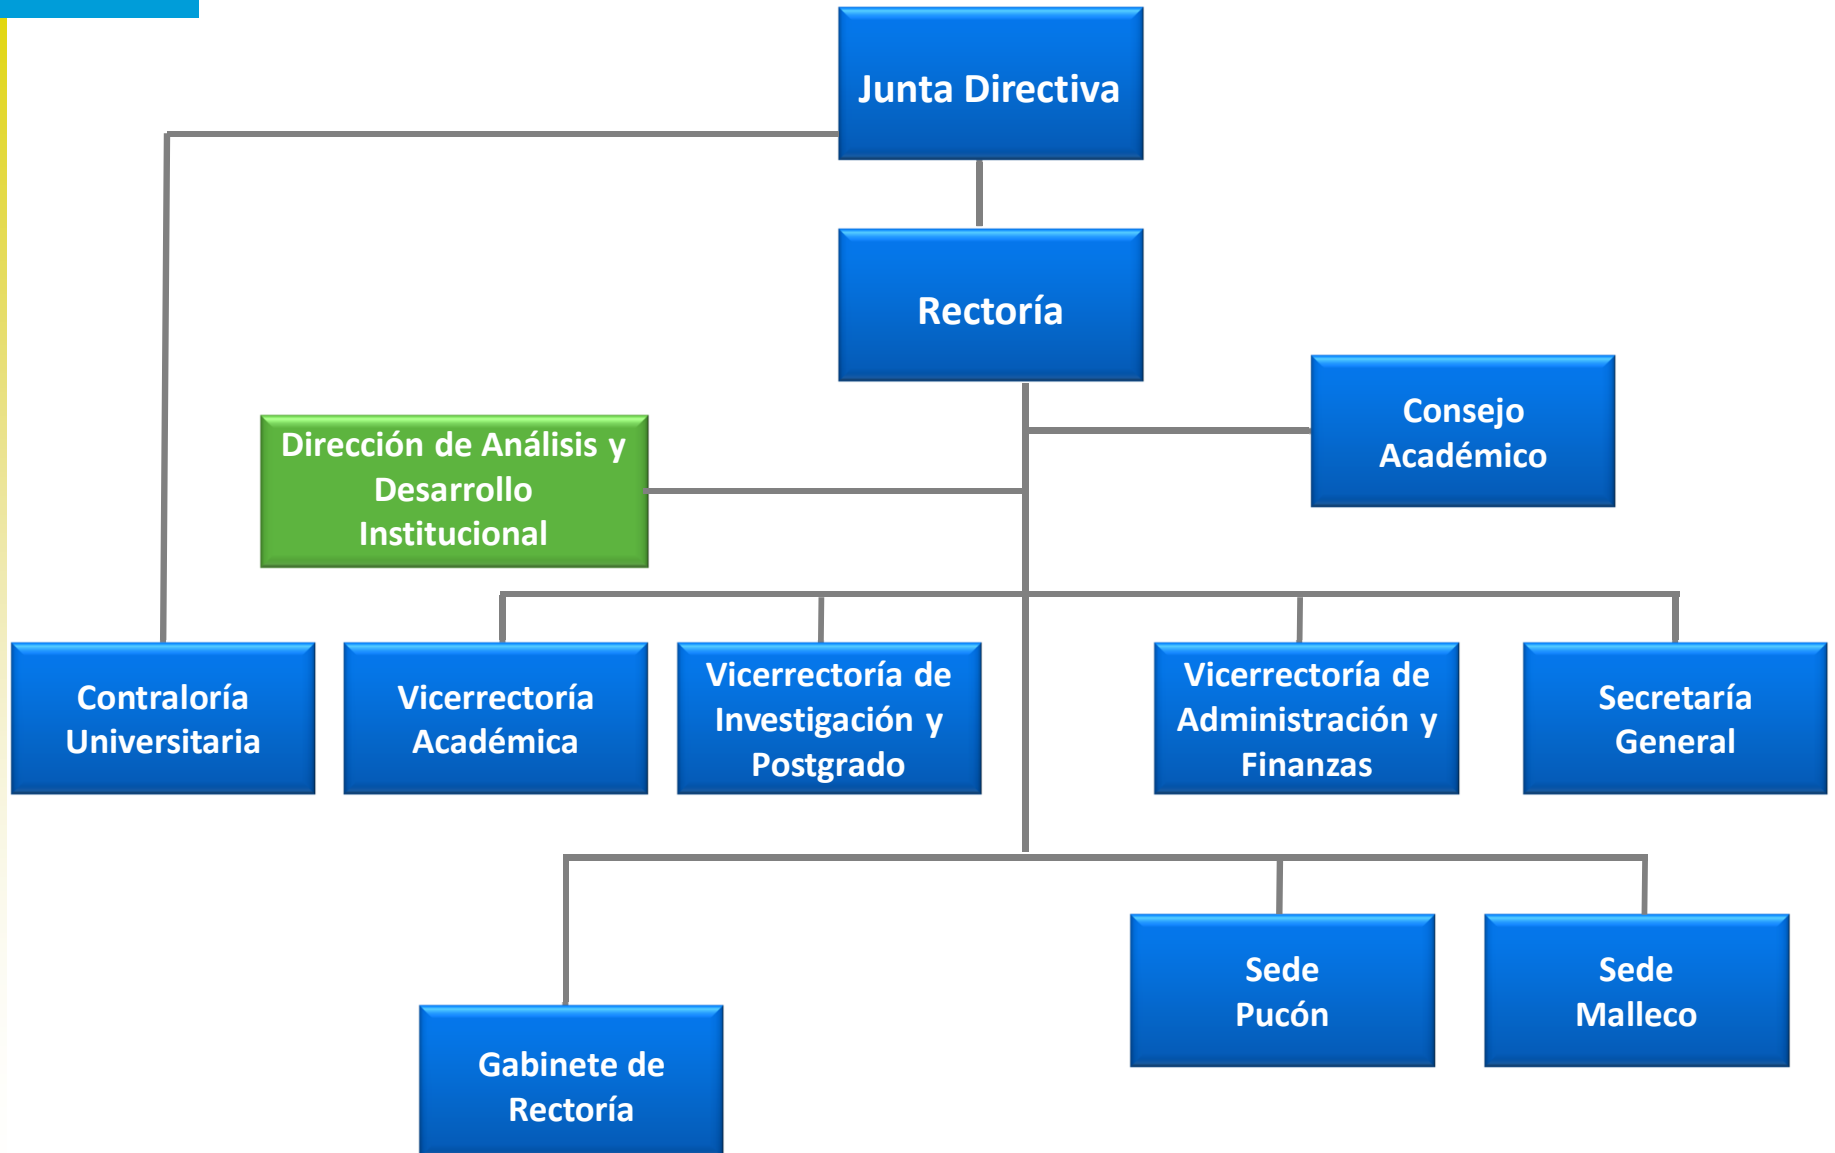 Junta Directiva
Rectoría
Consejo
Académico
Dirección de Análisis y
Desarrollo
Institucional
Contraloría
Universitaria
Vicerrectoría
Académica
Vicerrectoría de
Investigación y
Postgrado
Vicerrectoría de
Administración y
Finanzas
Secretaría
General
Sede
Pucón
Sede
Malleco
Gabinete de
Rectoría